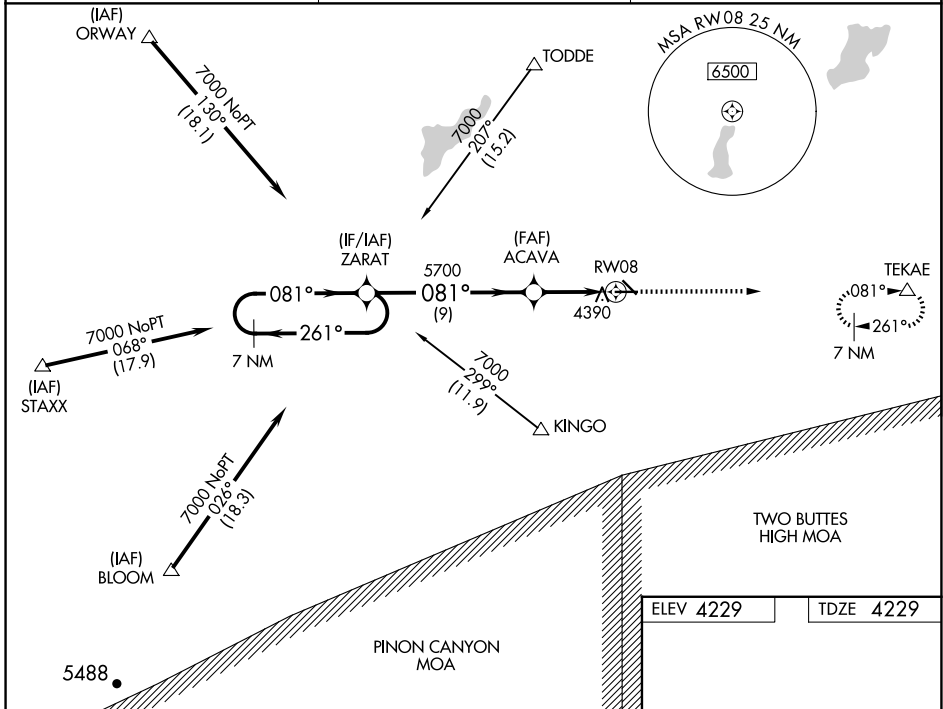 (IAF)
ORWAY
7000 NoPT
130°
(18.1)
TODDE
7000
207°
(15.2)
MSA RW08 25 NM
6500
(IF/IAF)
ZARAT
081°
261°
7 NM
5700
081°
(9)
(FAF)
ACAVA
RW08
4390
TEKAE
081°
261°
7 NM
7000 NoPT
068°
(17.9)
(IAF)
STAXX
7000
299°
(11.9)
KINGO
7000 NoPT
026°
(18.3)
(IAF)
BLOOM
TWO BUTTES
HIGH MOA
PINON CANYON
MOA
5488
ELEV 4229
TDZE 4229